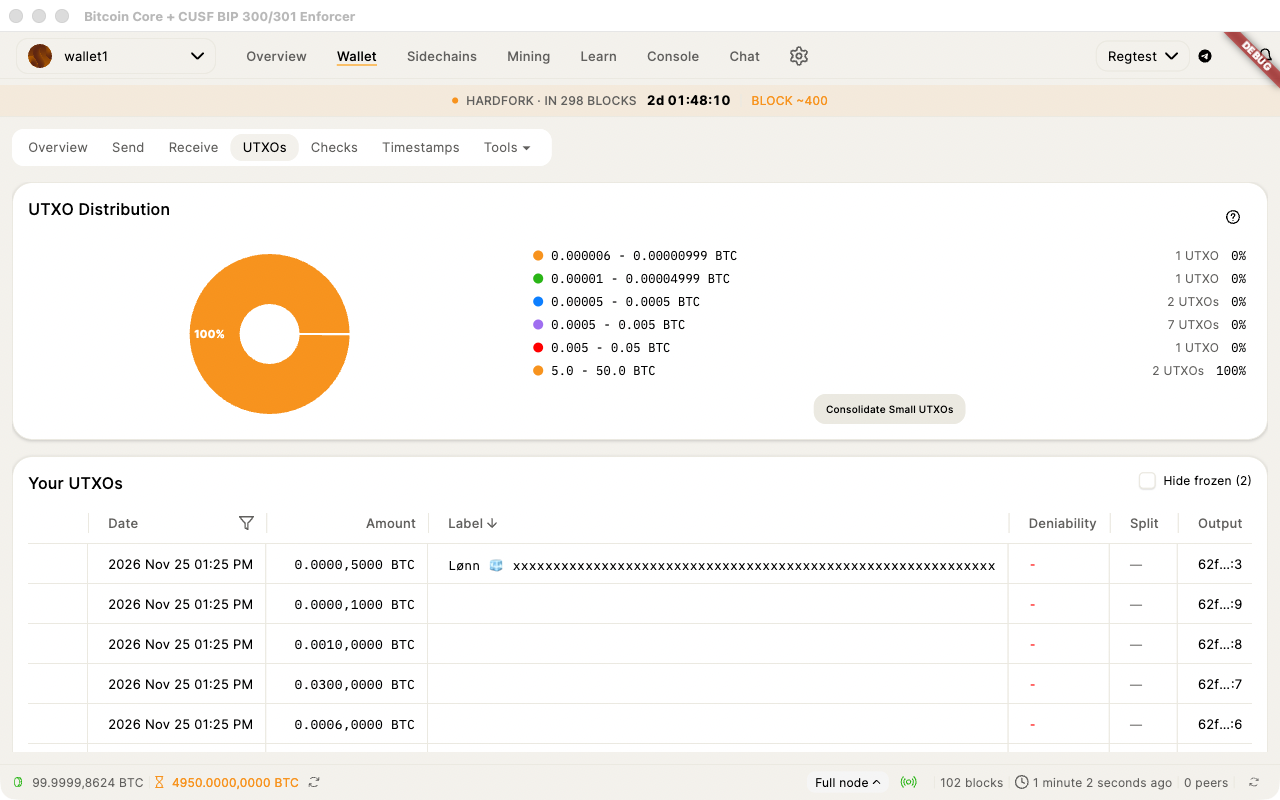 Bitcoin Core + CUSF BIP 300/301 Enforcer
wallet1 Overview Wallet Sidechains Mining Learn Console Chat Regtest DEBUG
HARDFORK · IN 298 BLOCKS 2d 01:48:10 BLOCK ~400
Overview Send Receive UTXOs Checks Timestamps Tools
UTXO Distribution
0.000006 - 0.00000999 BTC 1 UTXO 0%
0.00001 - 0.00004999 BTC 1 UTXO 0%
0.00005 - 0.0005 BTC 2 UTXOs 0%
0.0005 - 0.005 BTC 7 UTXOs 0%
100%
0.005 - 0.05 BTC 1 UTXO 0%
5.0 - 50.0 BTC 2 UTXOs 100%
Consolidate Small UTXOs
Your UTXOs Hide frozen (2)
Date Amount Label Deniability Split Output
2026 Nov 25 01:25 PM 0.0000,5000 BTC Lønn 🧊 xxxxxxxxxxxxxxxxxxxxxxxxxxxxxxxxxxxxxxxxxxxxxxxxxxxxxxxxxxxx - — 62f...:3
2026 Nov 25 01:25 PM 0.0000,1000 BTC - — 62f...:9
2026 Nov 25 01:25 PM 0.0010,0000 BTC - — 62f...:8
2026 Nov 25 01:25 PM 0.0300,0000 BTC - — 62f...:7
2026 Nov 25 01:25 PM 0.0006,0000 BTC - — 62f...:6
99.9999,8624 BTC 4950.0000,0000 BTC Full node 102 blocks 1 minute 2 seconds ago 0 peers